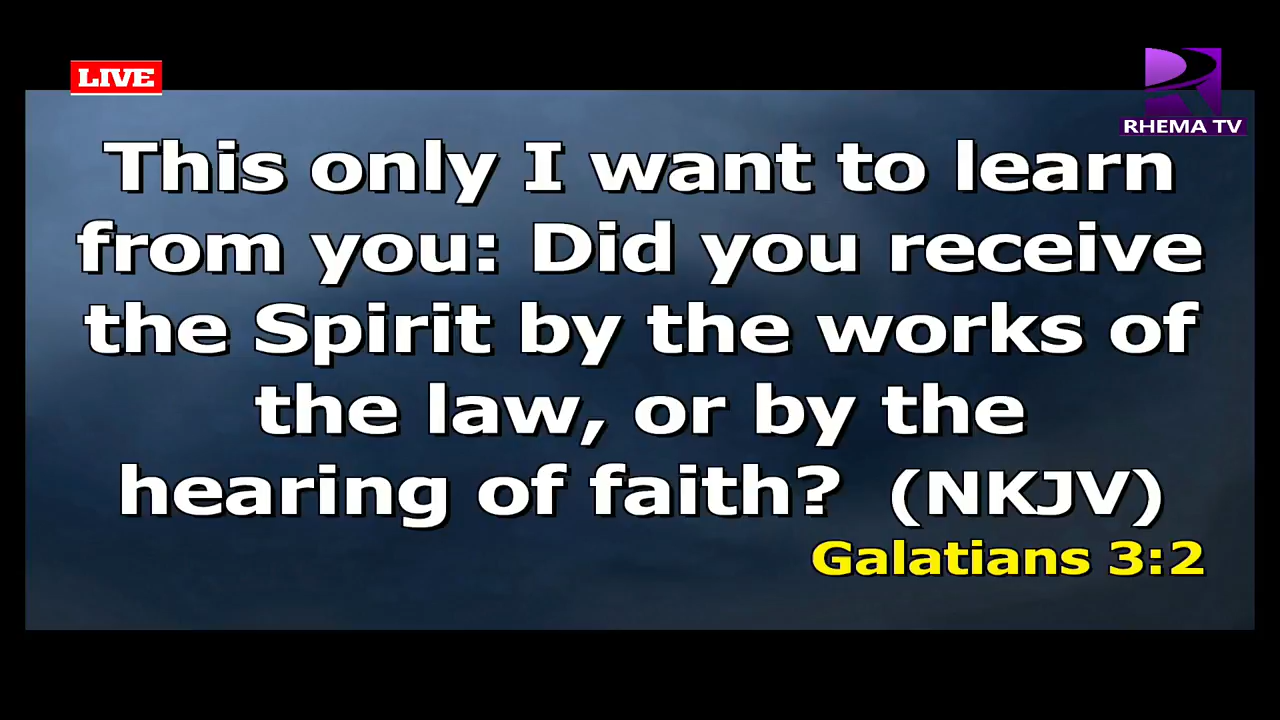 LIVE
RHEMA TV
This only I want to learn
from you: Did you receive
the Spirit by the works of
the law, or by the
hearing of faith? (NKJV)
Galatians 3:2